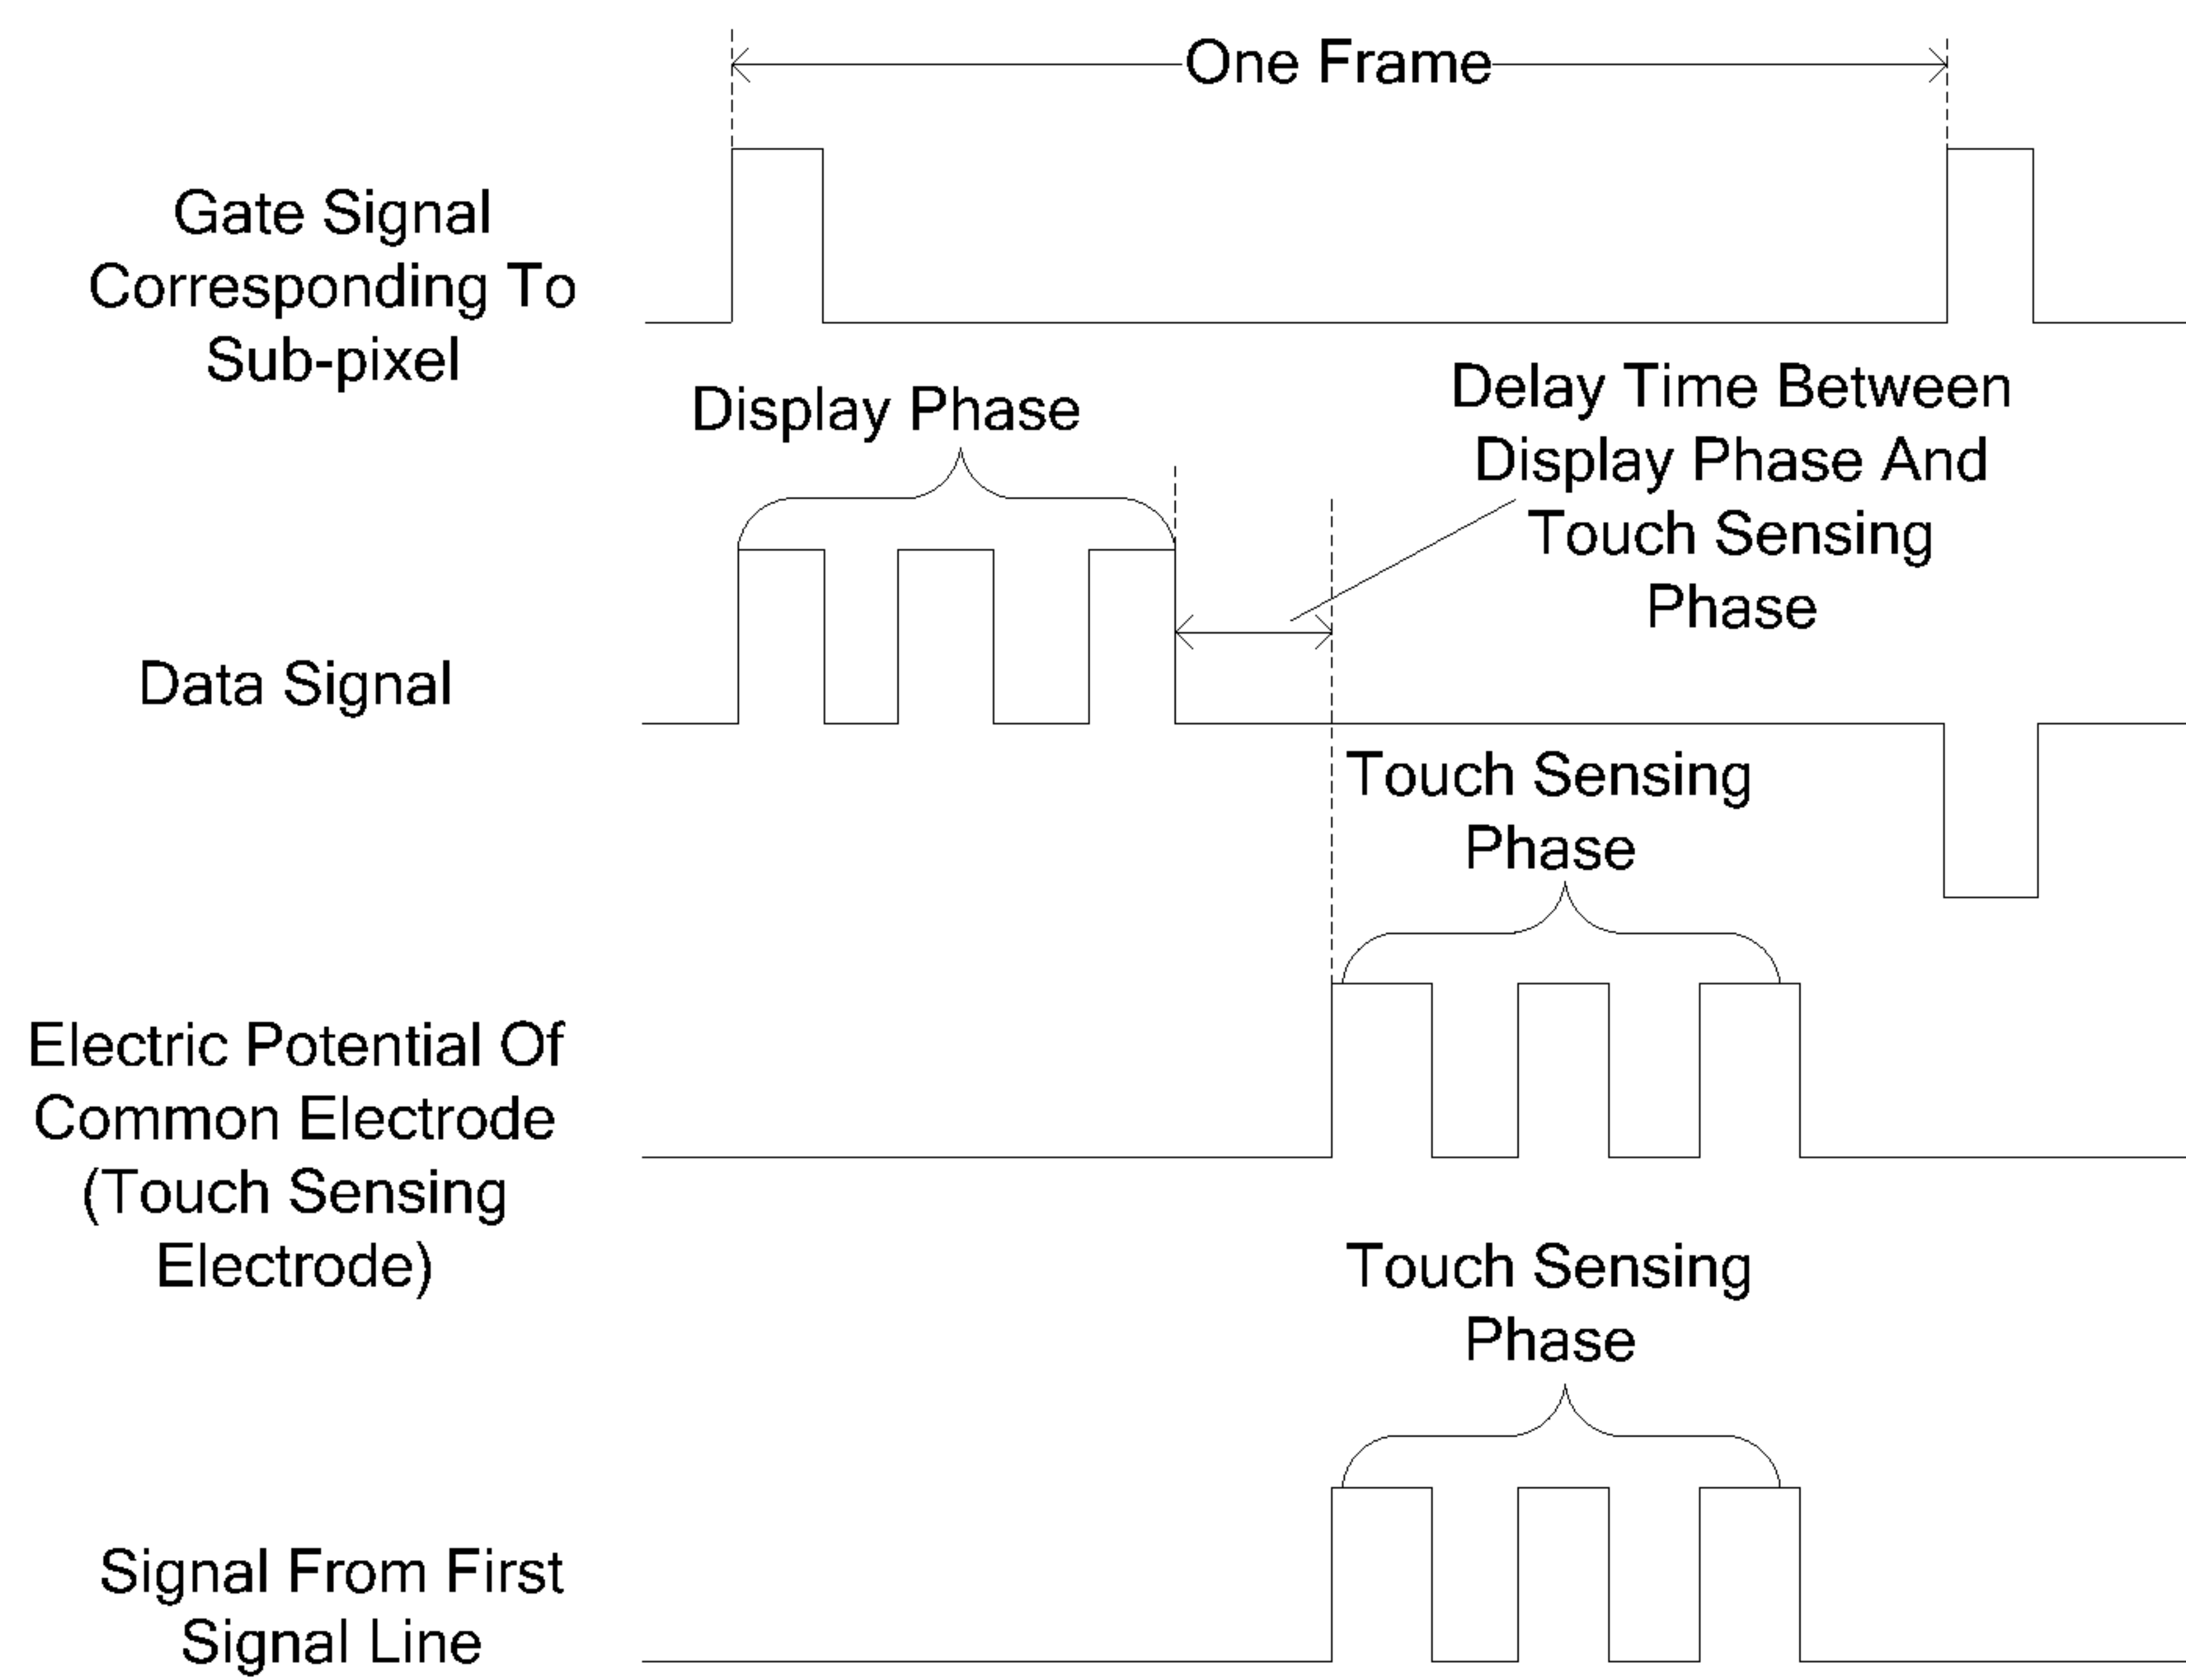 One Frame
Gate Signal
Corresponding To
Sub-pixel
Display Phase
Delay Time Between
Display Phase And
Touch Sensing
Phase
Data Signal
Touch Sensing
Phase
Electric Potential Of
Common Electrode
(Touch Sensing
Electrode)
Touch Sensing
Phase
Signal From First
Signal Line